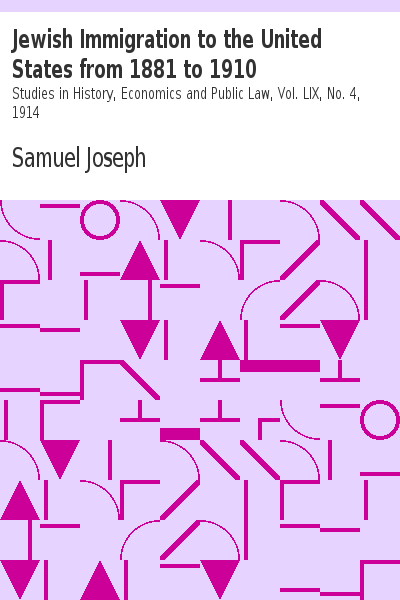 Jewish Immigration to the United
States from 1881 to 1910
Studies in History, Economics and Public Law, Vol. LIX, No. 4,
1914
Samuel Joseph